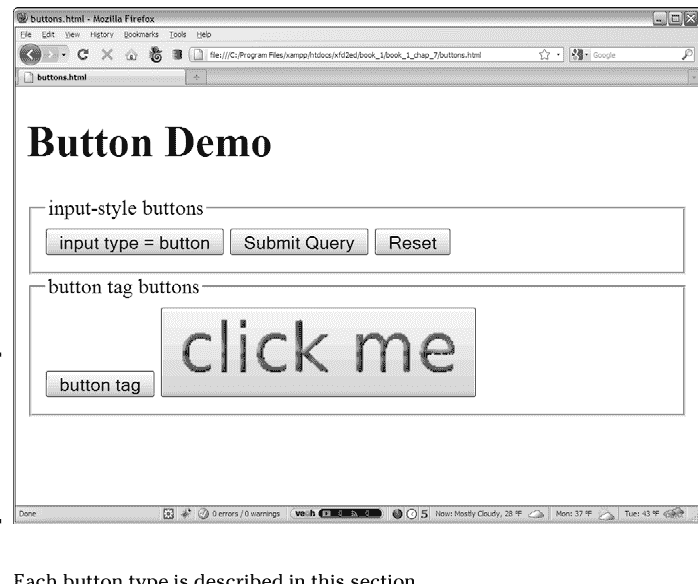 buttons.html - Mozilla Firefox
File Edit View History Bookmarks Tools Help
file:///C:/Program Files/xampp/htdocs/xfd2ed/book_1/book_1_chap_7/buttons.html
Google
buttons.html
Button Demo
input-style buttons
input type = button
Submit Query
Reset
button tag buttons
button tag
click me
Done
0 errors / 0 warnings
5 Now: Mostly Cloudy, 28 °F
Mon: 37 °F
Tue: 43 °F
Each button type is described in this section